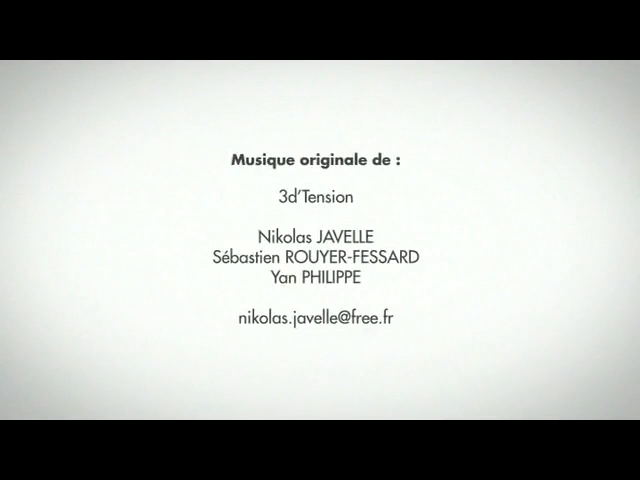 Musique originale de :
3d'Tension
Nikolas JAVELLE
Sébastien ROUYER-FESSARD
Yan PHILIPPE
nikolas.javelle@free.fr